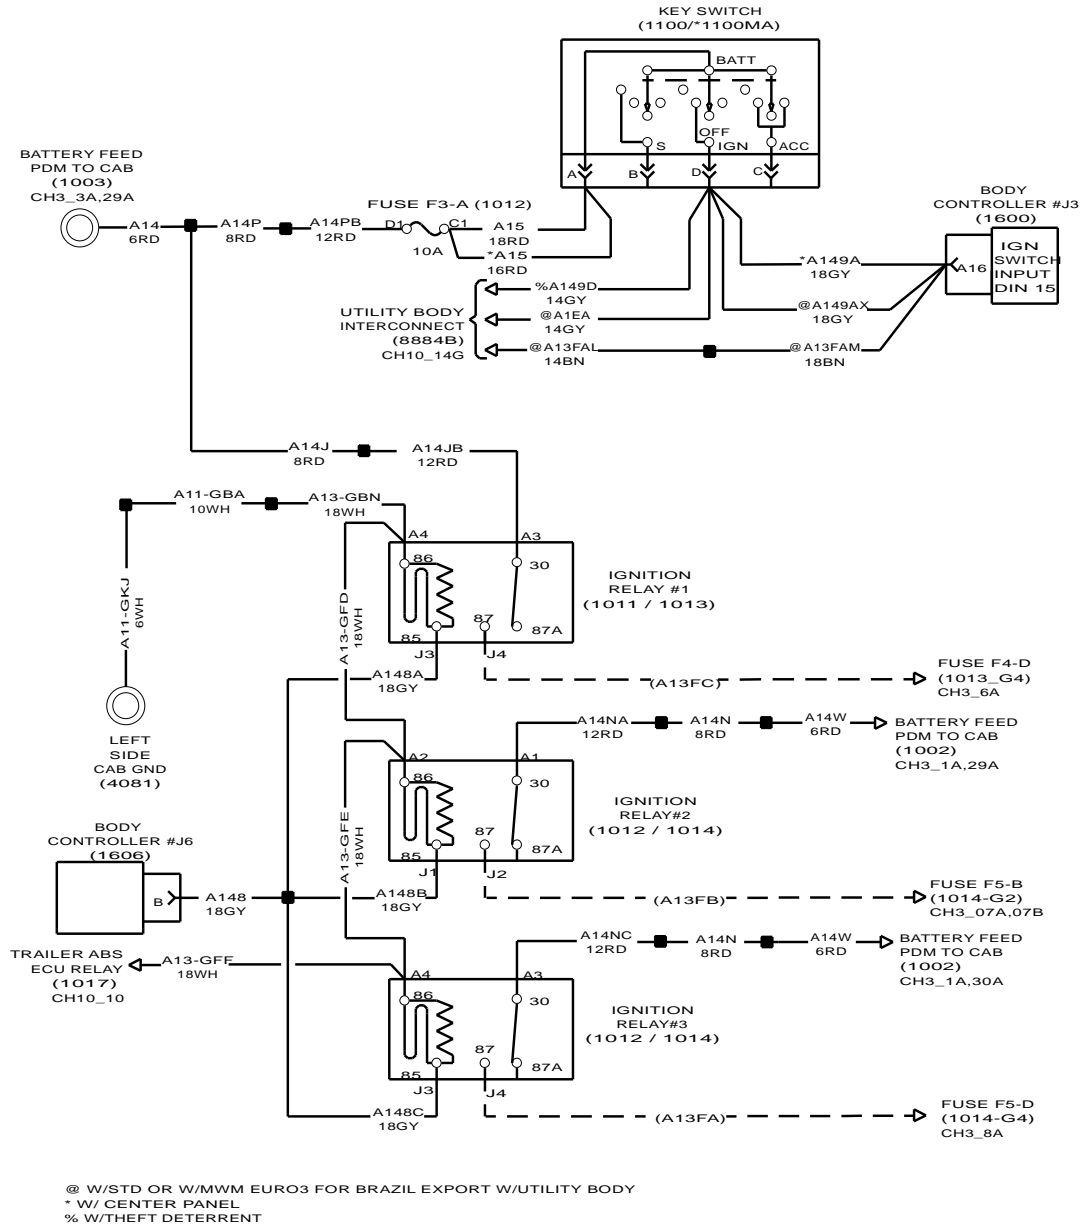 KEY SWITCH
(1100/*1100MA)
BATT
OFF
S
IGN
ACC
A
B
D
C
BATTERY FEED
PDM TO CAB
(1003)
CH3_3A,29A
A14
6RD
A14P
8RD
A14PB
12RD
FUSE F3-A (1012)
D1
C1
10A
A15
18RD
*A15
16RD
BODY
CONTROLLER #J3
(1600)
A16
IGN
SWITCH
INPUT
DIN 15
*A149A
18GY
@A149AX
18GY
@A13FAM
18BN
UTILITY BODY
INTERCONNECT
(8884B)
CH10_14G
%A149D
14GY
@A1EA
14GY
@A13FAL
14BN
A14J
8RD
A14JB
12RD
A11-GBA
10WH
A13-GBN
18WH
A11-GKJ
6WH
LEFT
SIDE
CAB GND
(4081)
A13-GFD
18WH
A4
A3
86
30
87
87A
85
J3
J4
IGNITION
RELAY #1
(1011 / 1013)
A148A
18GY
(A13FC)
FUSE F4-D
(1013_G4)
CH3_6A
A14NA
12RD
A14N
8RD
A14W
6RD
BATTERY FEED
PDM TO CAB
(1002)
CH3_1A,29A
A2
A1
86
30
87
87A
85
J1
J2
IGNITION
RELAY#2
(1012 / 1014)
A13-GFE
18WH
BODY
CONTROLLER #J6
(1606)
B
A148
18GY
A148B
18GY
(A13FB)
FUSE F5-B
(1014-G2)
CH3_07A,07B
A14NC
12RD
A14N
8RD
A14W
6RD
BATTERY FEED
PDM TO CAB
(1002)
CH3_1A,30A
TRAILER ABS
ECU RELAY
(1017)
CH10_10
A13-GFF
18WH
A4
A3
86
30
87
87A
85
J3
J4
IGNITION
RELAY#3
(1012 / 1014)
A148C
18GY
(A13FA)
FUSE F5-D
(1014-G4)
CH3_8A
@ W/STD OR W/MWM EURO3 FOR BRAZIL EXPORT W/UTILITY BODY
* W/ CENTER PANEL
% W/THEFT DETERRENT